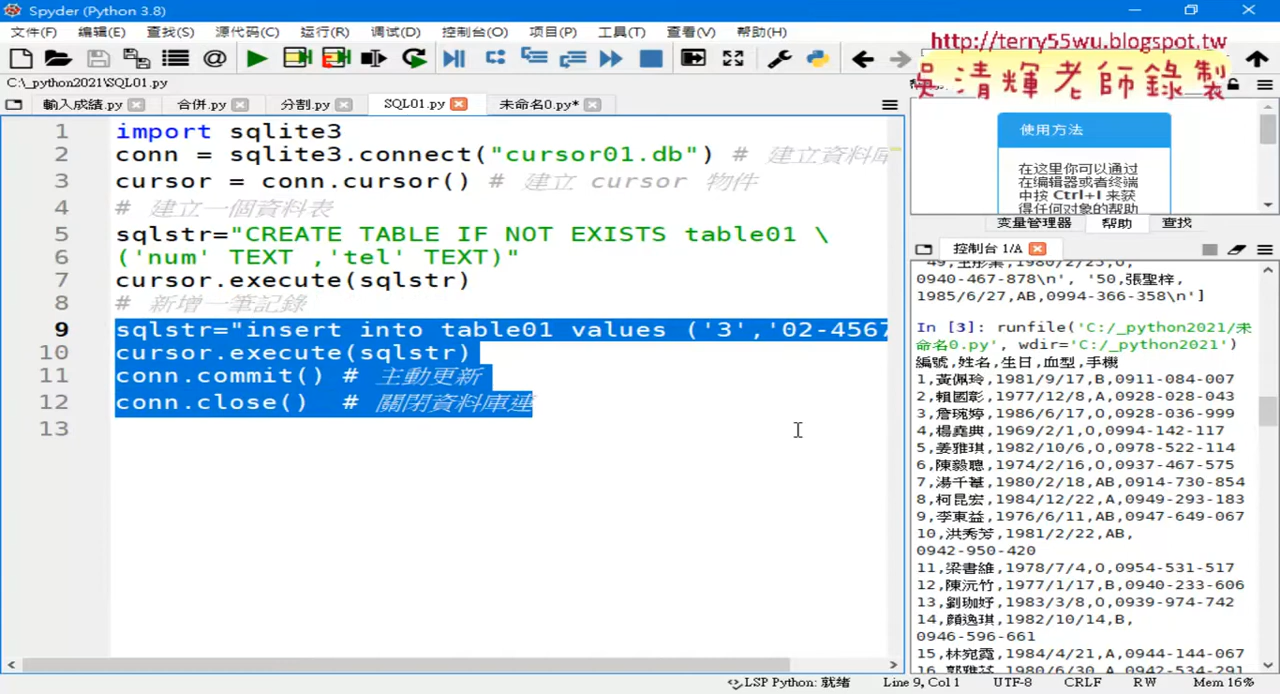 Spyder (Python 3.8)
文件(F) 编辑(E) 查找(S) 源代码(C) 运行(R) 调试(D) 控制台(O) 项目(P) 工具(T) 查看(V) 帮助(H)
http://terry55wu.blogspot.tw
吳清輝老師錄製
C:\_python2021\SQL01.py
輸入成績.py 合併.py 分割.py SQL01.py 未命名0.py*
1 import sqlite3
2 conn = sqlite3.connect("cursor01.db") # 建立資料庫
3 cursor = conn.cursor() # 建立 cursor 物件
4 # 建立一個資料表
5 sqlstr="CREATE TABLE IF NOT EXISTS table01 \
6 ('num' TEXT ,'tel' TEXT)"
7 cursor.execute(sqlstr)
8 # 新增一筆記錄
9 sqlstr="insert into table01 values ('3','02-4567
10 cursor.execute(sqlstr)
11 conn.commit() # 主動更新
12 conn.close() # 關閉資料庫連
13
使用方法
在这里你可以通过
在编辑器或者终端
中按 Ctrl+I 来获
得任何对象的帮助
变量管理器 帮助 查找
控制台 1/A
0940-467-878\n', '50,張聖梓,
1985/6/27,AB,0994-366-358\n']
In [3]: runfile('C:/_python2021/未
命名0.py', wdir='C:/_python2021')
編號,姓名,生日,血型,手機
1,黃佩玲,1981/9/17,B,0911-084-007
2,賴國彰,1977/12/8,A,0928-028-043
3,詹琬婷,1986/6/17,O,0928-036-999
4,楊堯典,1969/2/1,O,0994-142-117
5,姜雅琪,1982/10/6,O,0978-522-114
6,陳毅聰,1974/2/16,O,0937-467-575
7,湯千蓁,1980/2/18,AB,0914-730-854
8,柯昆宏,1984/12/22,A,0949-293-183
9,李東益,1976/6/11,AB,0947-649-067
10,洪秀芳,1981/2/22,AB,
0942-950-420
11,梁書維,1978/7/4,O,0954-531-517
12,陳沅竹,1977/1/17,B,0940-233-606
13,劉珈妤,1983/3/8,O,0939-974-742
14,顏逸琪,1982/10/14,B,
0946-596-661
15,林宛霓,1984/4/21,A,0944-144-067
LSP Python: 就绪 Line 9, Col 1 UTF-8 CRLF RW Mem 16%